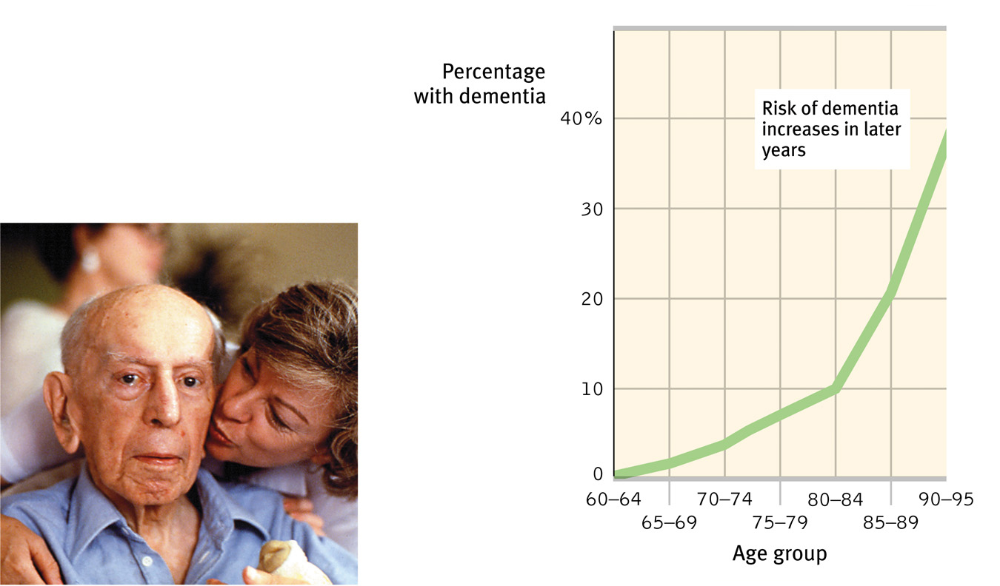 Percentage
with dementia
40%
30
20
10
0
Risk of dementia
increases in later
years
60–64 70–74 80–84 90–95
65–69 75–79 85–89
Age group